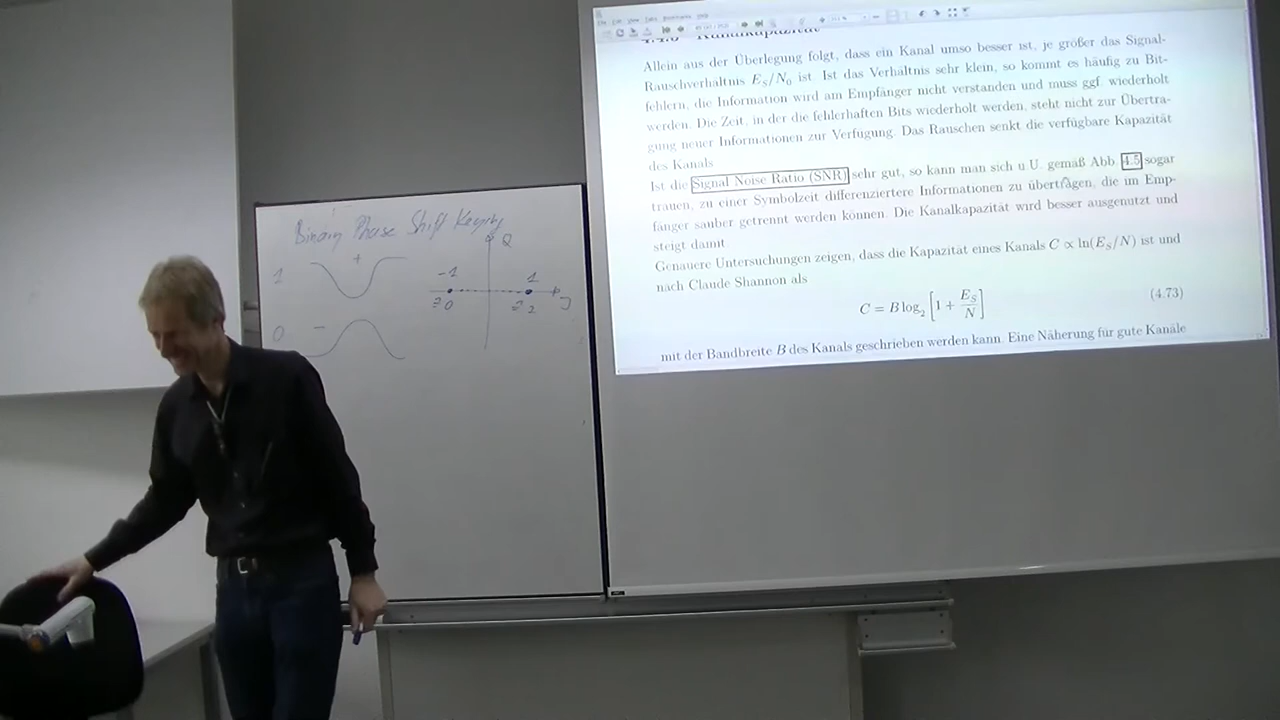 Allein aus der Überlegung folgt, dass ein Kanal umso besser ist, je größer das Signal-
Rauschverhältnis E_S/N_0 ist. Ist das Verhältnis sehr klein, so kommt es häufig zu Bit-
fehlern, die Information wird am Empfänger nicht verstanden und muss ggf wiederholt
werden. Die Zeit, in der die fehlerhaften Bits wiederholt werden, steht nicht zur Übertra-
gung neuer Informationen zur Verfügung. Das Rauschen senkt die verfügbare Kapazität
des Kanals
Ist die Signal Noise Ratio (SNR) sehr gut, so kann man sich u U. gemäß Abb. 4.5 sogar
trauen, zu einer Symbolzeit differenziertere Informationen zu übertragen, die im Emp-
fänger sauber getrennt werden können. Die Kanalkapazität wird besser ausgenutzt und
steigt damit
Genauere Untersuchungen zeigen, dass die Kapazität eines Kanals C ∝ ln(E_S/N) ist und
nach Claude Shannon als
C = B log_2 [1 + E_S/N] (4.73)
mit der Bandbreite B des Kanals geschrieben werden kann. Eine Näherung für gute Kanäle
Binary Phase Shift Keying
Q
1 +
-1 1
0 −